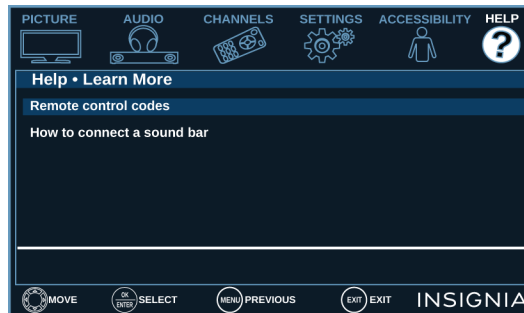 PICTURE AUDIO CHANNELS SETTINGS ACCESSIBILITY HELP
?
Help • Learn More
Remote control codes
How to connect a sound bar
MOVE OK ENTER SELECT MENU PREVIOUS EXIT EXIT INSIGNIA